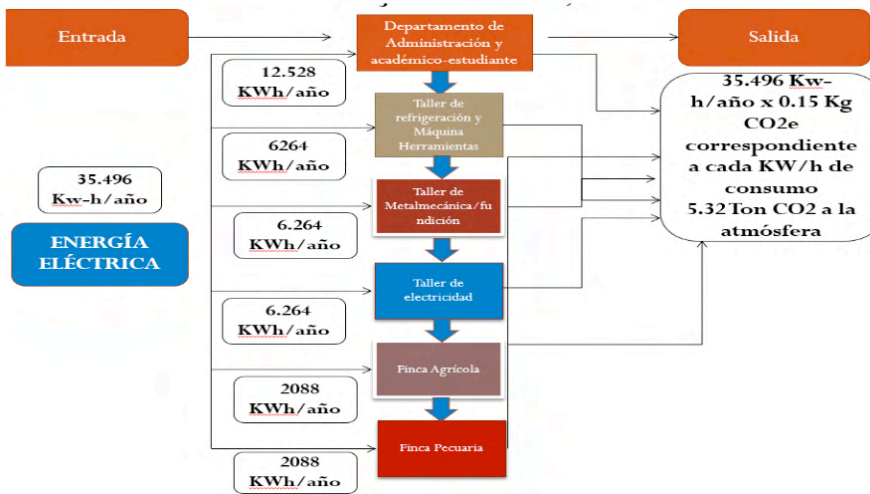 Entrada
Departamento de
Administración y
académico-estudiante
Salida
12.528
KWh/año
Taller de
refrigeración y
Máquina
Herramientas
6264
KWh/año
35.496
Kw-h/año
ENERGÍA
ELÉCTRICA
Taller de
Metalmecánica/fu
ndición
6.264
KWh/año
Taller de
electricidad
6.264
KWh/año
Finca Agrícola
2088
KWh/año
Finca Pecuaria
2088
KWh/año
35.496 Kw-
h/año x 0.15 Kg
CO2e
correspondiente
a cada KW/h de
consumo
5.32 Ton CO2 a la
atmósfera